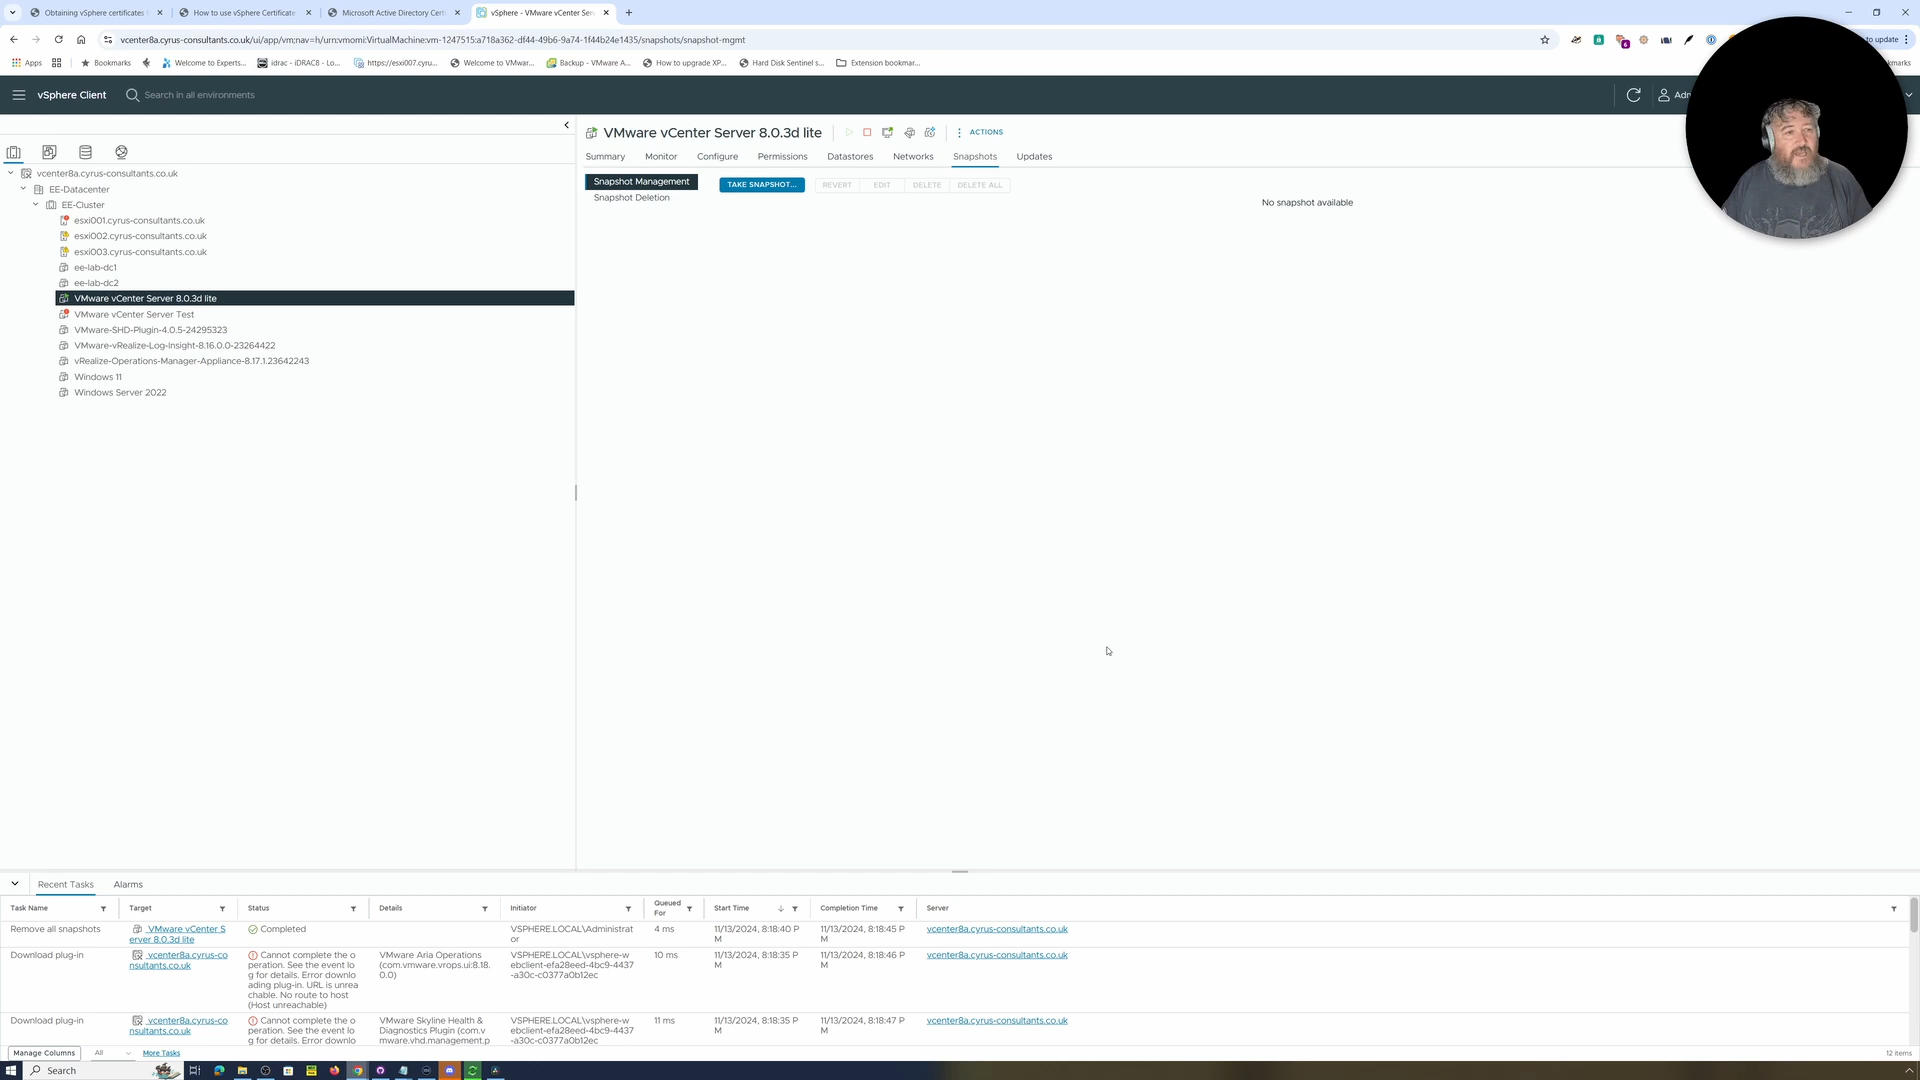 Obtaining vSphere certificates
How to use vSphere Certificate
Microsoft Active Directory Certi
vSphere - VMware vCenter Ser
vcenter8a.cyrus-consultants.co.uk/ui/app/vm;nav=h/urn:vmomi:VirtualMachine:vm-1247515:a718a362-df44-49b6-9a74-1f44b24e1435/snapshots/snapshot-mgmt
6
to update
Apps
Bookmarks
Welcome to Experts...
idrac - iDRAC8 - Lo...
https://esxi007.cyru...
Welcome to VMwar...
Backup - VMware A...
How to upgrade XP...
Hard Disk Sentinel s...
Extension bookmar...
kmarks
vSphere Client
Search in all environments
Adm
VMware vCenter Server 8.0.3d lite
ACTIONS
Summary
Monitor
Configure
Permissions
Datastores
Networks
Snapshots
Updates
vcenter8a.cyrus-consultants.co.uk
EE-Datacenter
EE-Cluster
esxi001.cyrus-consultants.co.uk
esxi002.cyrus-consultants.co.uk
esxi003.cyrus-consultants.co.uk
ee-lab-dc1
ee-lab-dc2
VMware vCenter Server 8.0.3d lite
VMware vCenter Server Test
VMware-SHD-Plugin-4.0.5-24295323
VMware-vRealize-Log-Insight-8.16.0.0-23264422
vRealize-Operations-Manager-Appliance-8.17.1.23642243
Windows 11
Windows Server 2022
Snapshot Management
Snapshot Deletion
TAKE SNAPSHOT...
REVERT
EDIT
DELETE
DELETE ALL
No snapshot available
Recent Tasks
Alarms
Task Name
Target
Status
Details
Initiator
Queued
For
Start Time
Completion Time
Server
Remove all snapshots
VMware vCenter S
erver 8.0.3d lite
Completed
VSPHERE.LOCAL\Administrat
or
4 ms
11/13/2024, 8:18:40 P
M
11/13/2024, 8:18:45 P
M
vcenter8a.cyrus-consultants.co.uk
Download plug-in
vcenter8a.cyrus-co
nsultants.co.uk
Cannot complete the o
peration. See the event lo
g for details. Error downlo
ading plug-in. URL is unrea
chable. No route to host
(Host unreachable)
VMware Aria Operations
(com.vmware.vrops.ui:8.18.
0.0)
VSPHERE.LOCAL\vsphere-w
ebclient-efa28eed-4bc9-4437
-a30c-c0377a0b12ec
10 ms
11/13/2024, 8:18:35 P
M
11/13/2024, 8:18:46 P
M
vcenter8a.cyrus-consultants.co.uk
Download plug-in
vcenter8a.cyrus-co
nsultants.co.uk
Cannot complete the o
peration. See the event lo
g for details. Error downlo
VMware Skyline Health &
Diagnostics Plugin (com.v
mware.vhd.management.p
VSPHERE.LOCAL\vsphere-w
ebclient-efa28eed-4bc9-4437
-a30c-c0377a0b12ec
11 ms
11/13/2024, 8:18:35 P
M
11/13/2024, 8:18:47 P
M
vcenter8a.cyrus-consultants.co.uk
Manage Columns
All
More Tasks
12 items
Search